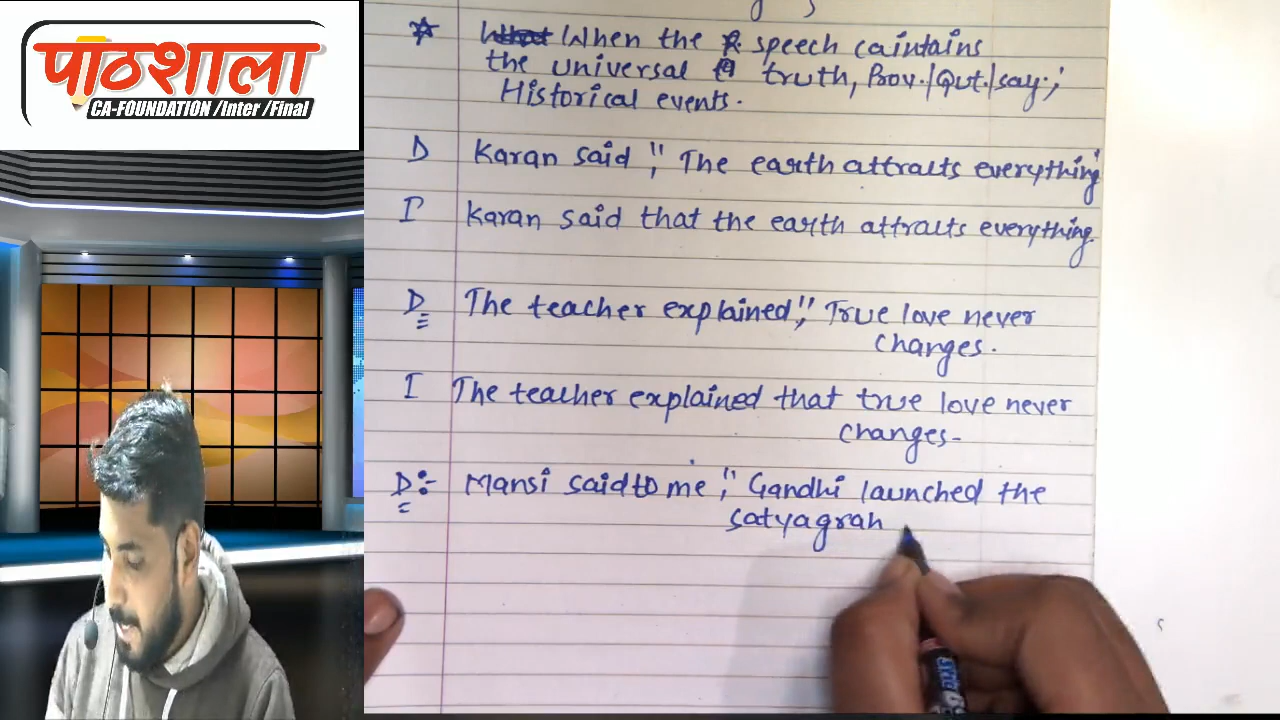 पाठशाला
CA-FOUNDATION /Inter /Final
When the speech caintains
the universal truth, Prov./Qut./say.;
Historical events.
D Karan said, " The earth attracts everything"
I Karan said that the earth attracts everything.
D The teacher explained, " True love never
changes.
I The teacher explained that true love never
changes-
D:- Mansi said to me, " Gandhi launched the
satyagrah